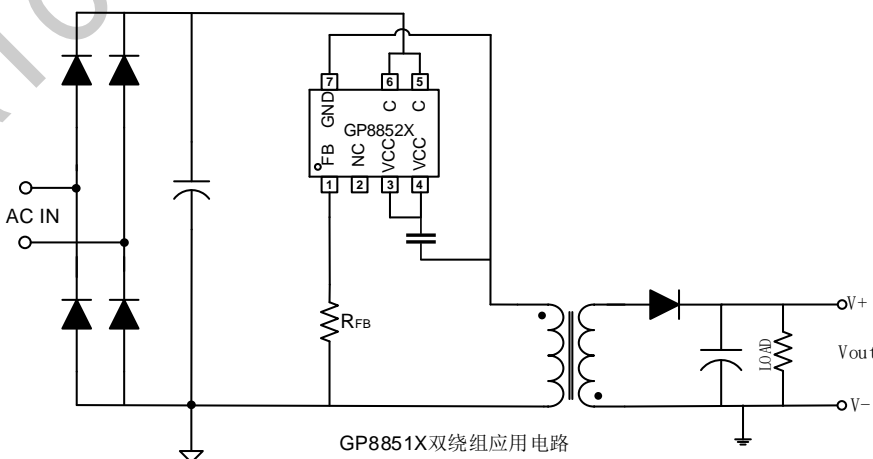 7
6
5
GND
C
C
GP8852X
FB
NC
VCC
VCC
1
2
3
4
AC IN
RFB
V+
LOAD
Vout
V-
GP8851X双绕组应用电路